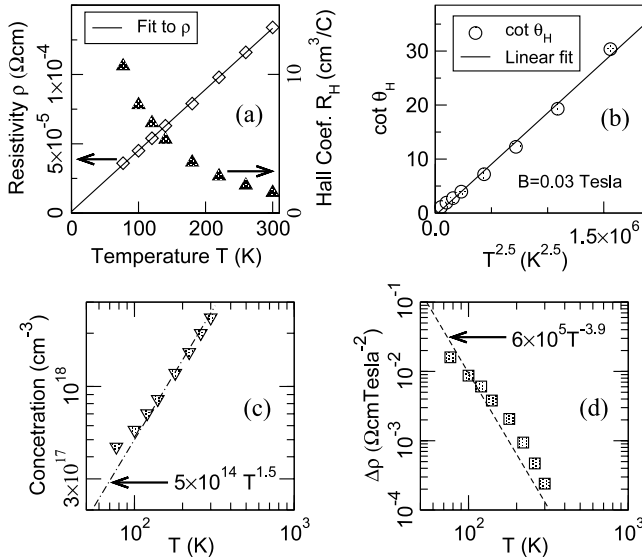 Fit to ρ
(a)
Resistivity ρ (Ωcm)
5×10⁻⁵ 1×10⁻⁴
0 100 200 300
Temperature T (K)
0 10
Hall Coef. R_H (cm³/C)
cot θ_H
Linear fit
(b)
B=0.03 Tesla
cot θ_H
0 10 20 30
0.0 1.5×10⁶
T^2.5 (K^2.5)
(c)
Concetration (cm⁻³)
3×10¹⁷ 10¹⁸
5×10¹⁴ T^1.5
10² 10³
T (K)
6×10⁵T^-3.9
(d)
Δρ (ΩcmTesla⁻²)
10⁻⁴ 10⁻³ 10⁻² 10⁻¹
10² 10³
T (K)